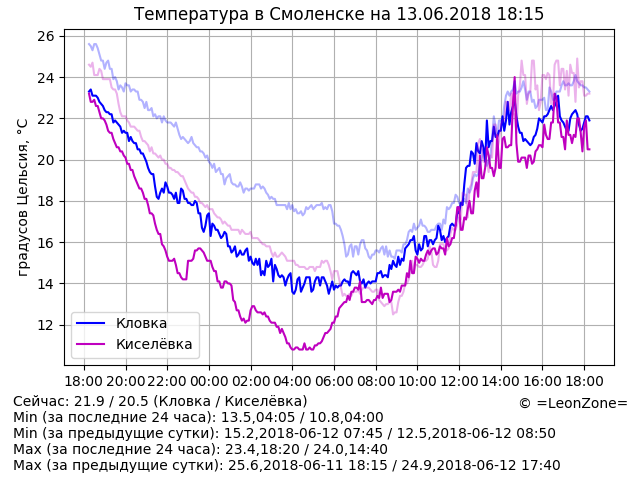 Температура в Смоленске на 13.06.2018 18:15
градусов Цельсия, °C
26
24
22
20
18
16
14
12
Кловка
Киселёвка
18:00 20:00 22:00 00:00 02:00 04:00 06:00 08:00 10:00 12:00 14:00 16:00 18:00
Сейчас: 21.9 / 20.5 (Кловка / Киселёвка)
© =LeonZone=
Min (за последние 24 часа): 13.5,04:05 / 10.8,04:00
Min (за предыдущие сутки): 15.2,2018-06-12 07:45 / 12.5,2018-06-12 08:50
Max (за последние 24 часа): 23.4,18:20 / 24.0,14:40
Max (за предыдущие сутки): 25.6,2018-06-11 18:15 / 24.9,2018-06-12 17:40